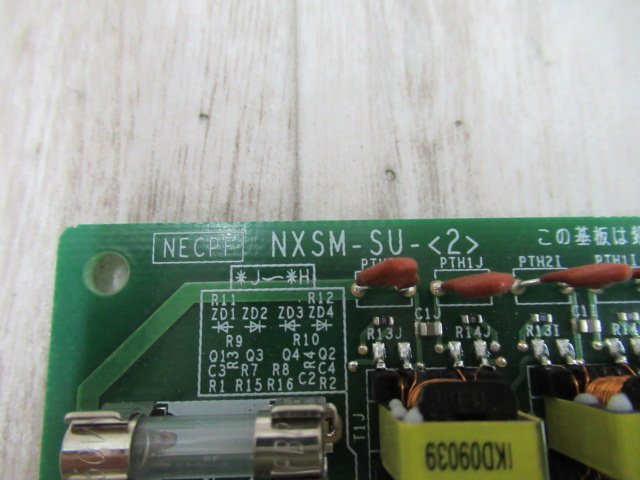 NXSM-SU-<2>
この基板は
*J〜*H
PTH1J
PTH2I
PTH1I
R11 R12
ZD1 ZD2 ZD3 ZD4
R9 R10
Q1 R3 Q3 Q4 R4 Q2
C3 R7 R8 C4
R1 R15 R16 C2 R2
C1J
R13J
R14J
R13I
T1J
IKD09039